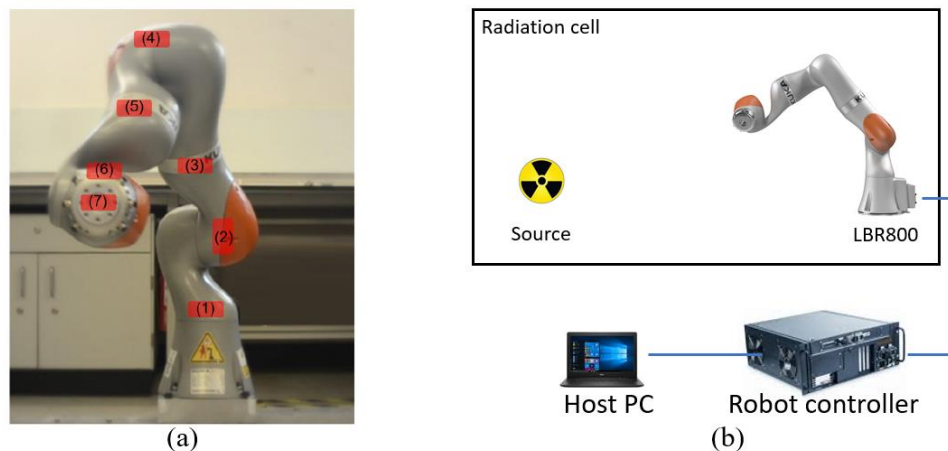 (4)
(5)
(3)
(6)
(7)
(2)
(1)
(a)
Radiation cell
Source
LBR800
Host PC
Robot controller
(b)